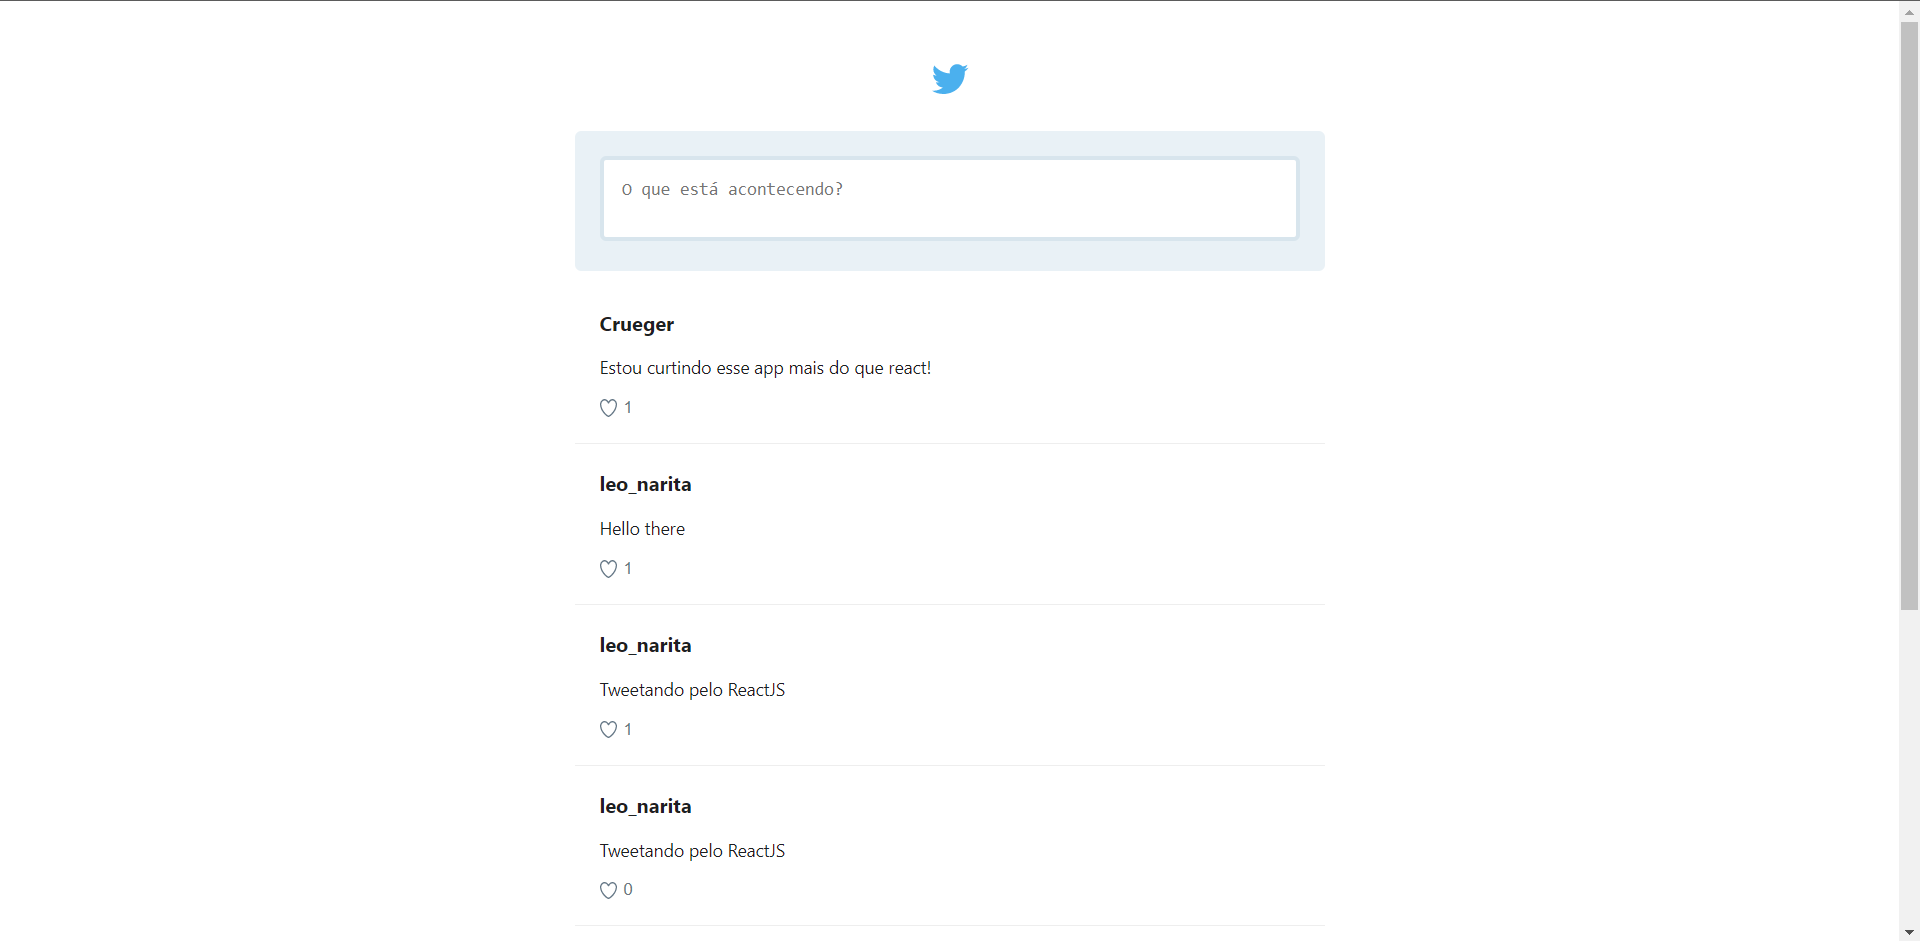 O que está acontecendo?
Crueger
Estou curtindo esse app mais do que react!
1
leo_narita
Hello there
1
leo_narita
Tweetando pelo ReactJS
1
leo_narita
Tweetando pelo ReactJS
0